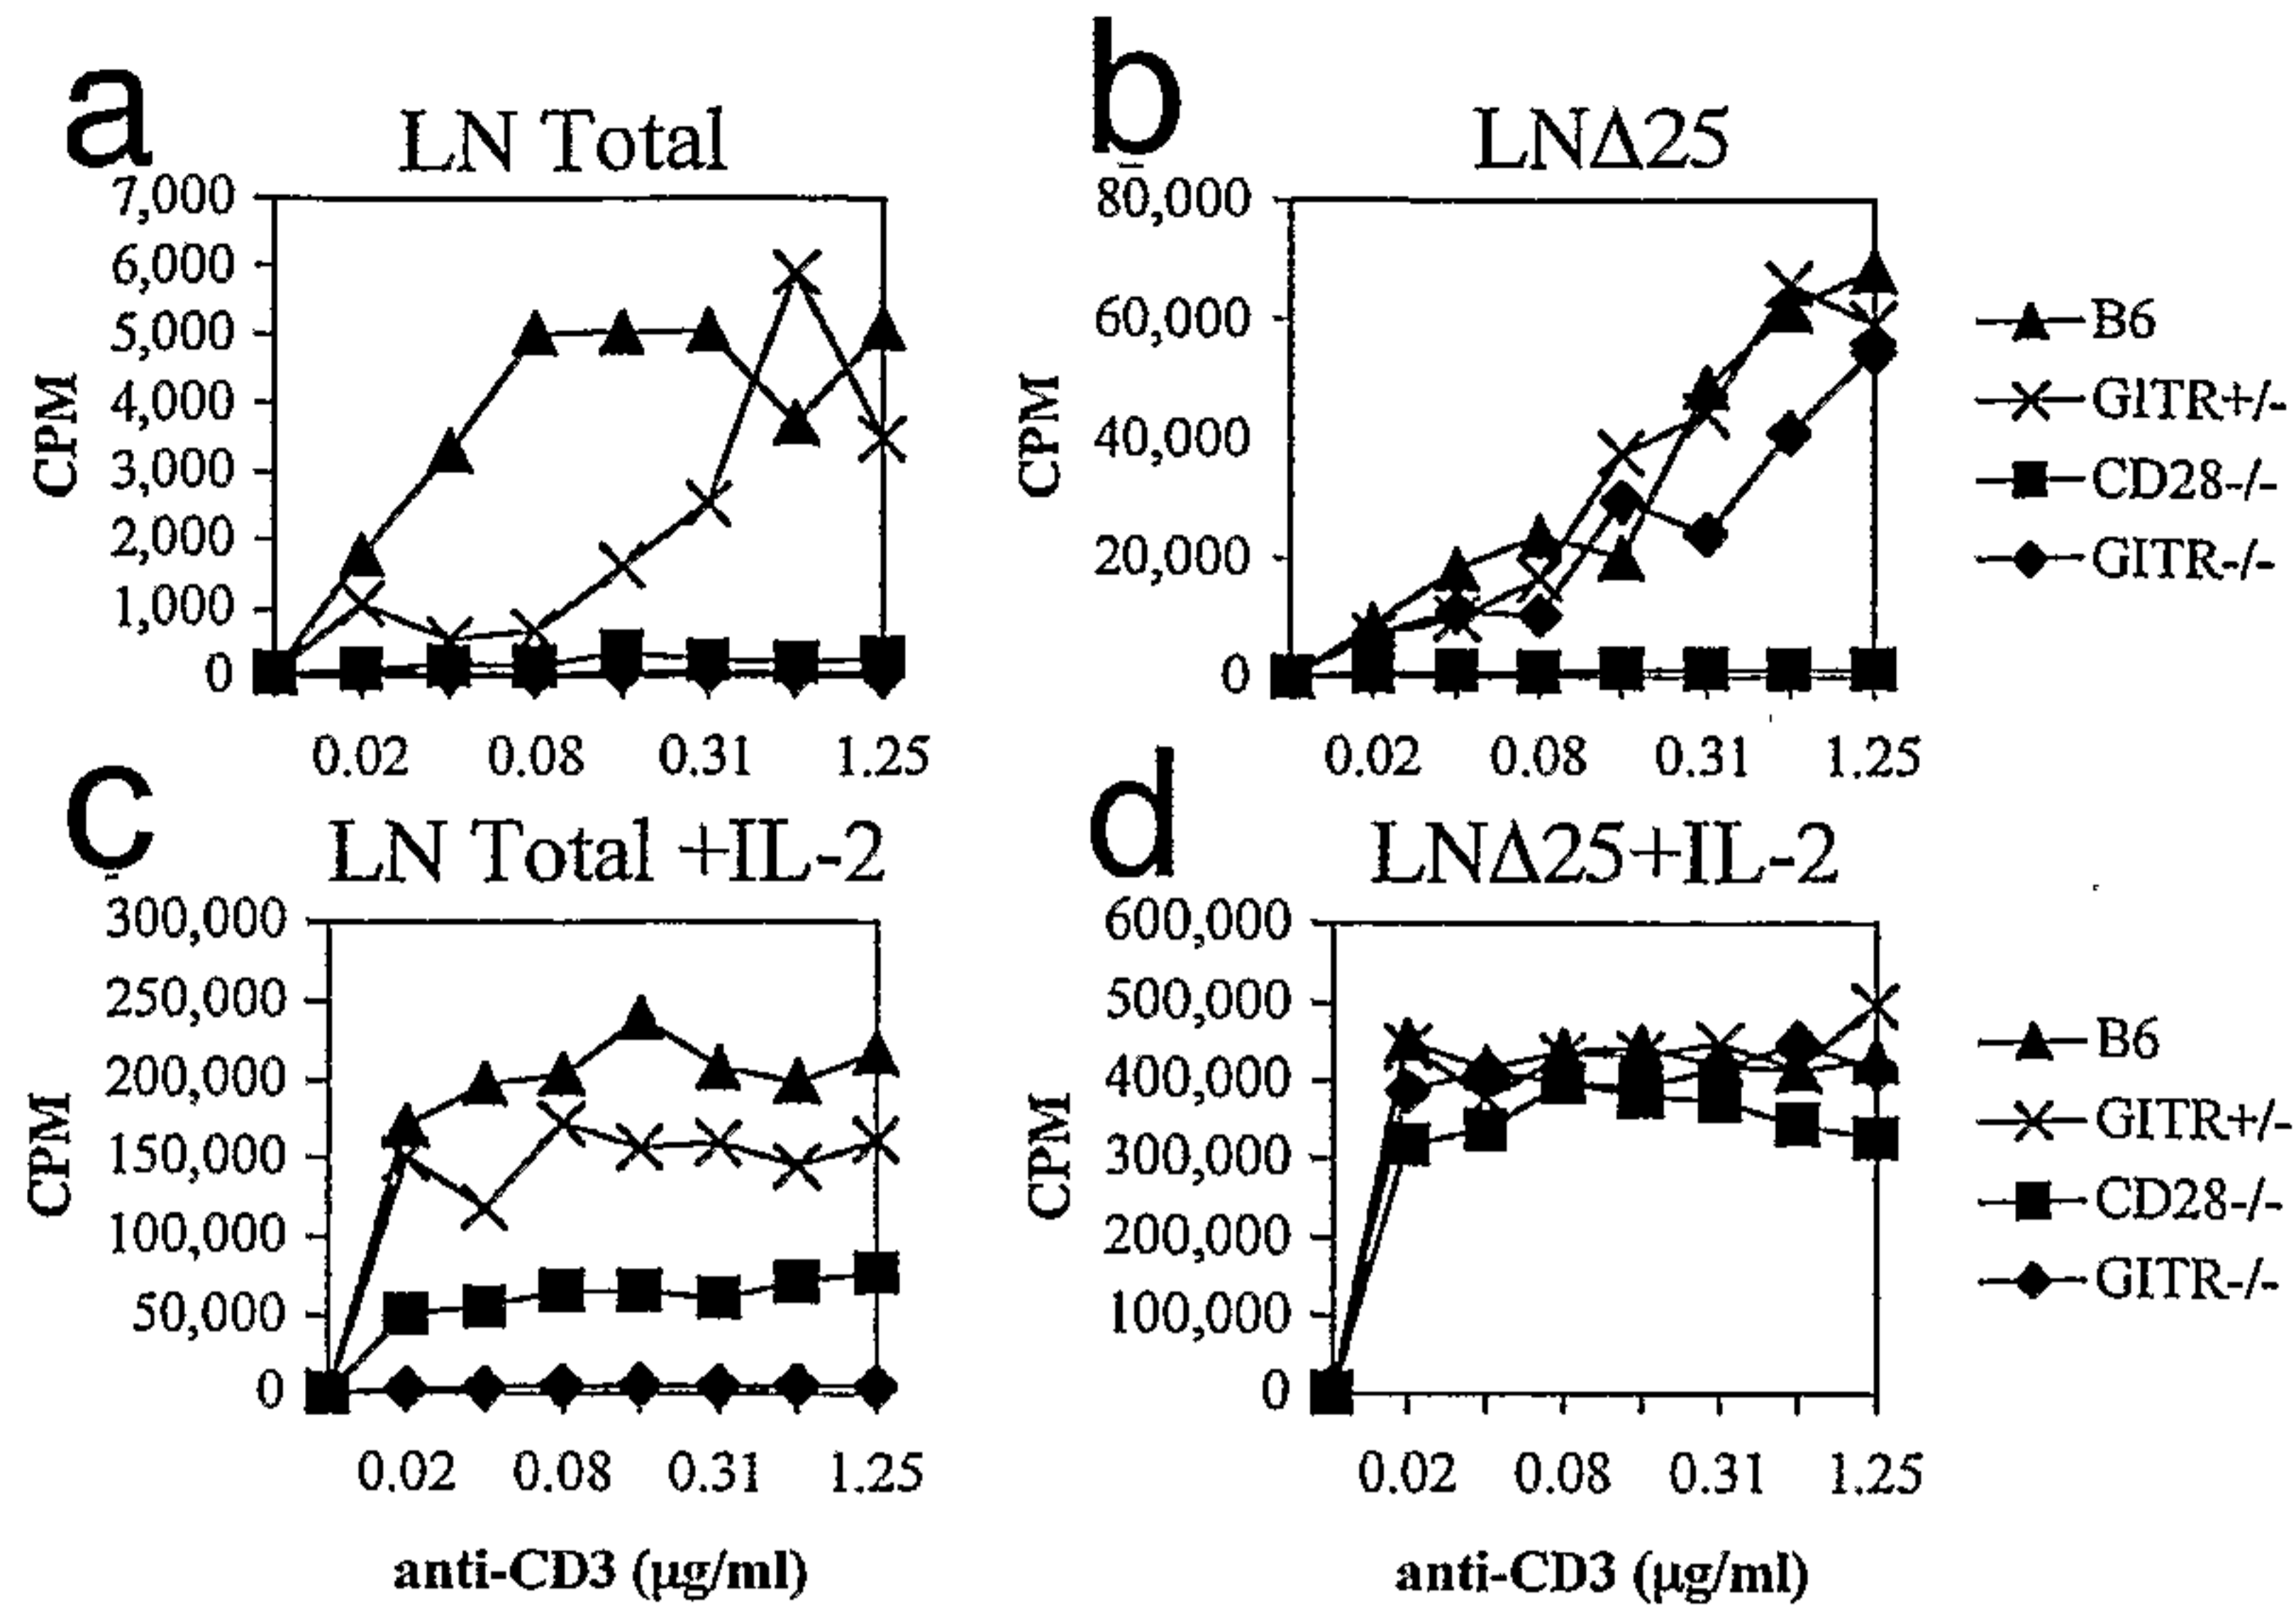 a
LN Total
7,000
6,000
5,000
4,000
3,000
2,000
1,000
0
CPM
0.02 0.08 0.31 1.25
b
LNΔ25
80,000
60,000
40,000
20,000
0
CPM
0.02 0.08 0.31 1.25
B6
GITR+/-
CD28-/-
GITR-/-
c
LN Total +IL-2
300,000
250,000
200,000
150,000
100,000
50,000
0
CPM
0.02 0.08 0.31 1.25
anti-CD3 (µg/ml)
d
LNΔ25+IL-2
600,000
500,000
400,000
300,000
200,000
100,000
0
CPM
0.02 0.08 0.31 1.25
anti-CD3 (µg/ml)
B6
GITR+/-
CD28-/-
GITR-/-